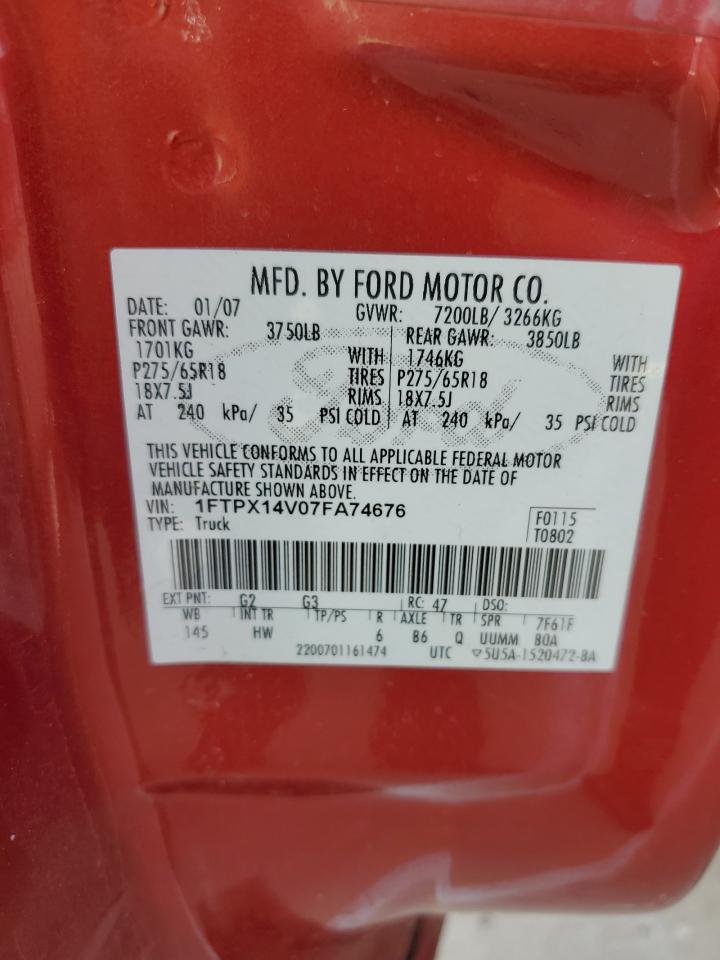 MFD. BY FORD MOTOR CO.
DATE: 01/07 GVWR: 7200LB/ 3266KG
FRONT GAWR: 3750LB REAR GAWR: 3850LB
1701KG WITH 1746KG WITH
P275/65R18 TIRES P275/65R18 TIRES
18X7.5J RIMS 18X7.5J RIMS
AT 240 kPa/ 35 PSI COLD AT 240 kPa/ 35 PSI COLD
Ford
THIS VEHICLE CONFORMS TO ALL APPLICABLE FEDERAL MOTOR
VEHICLE SAFETY STANDARDS IN EFFECT ON THE DATE OF
MANUFACTURE SHOWN ABOVE.
VIN: 1FTPX14V07FA74676 F0115
TYPE: Truck T0802
EXT PNT: G2 G3 RC: 47 DSO:
WB INT TR TP/PS R AXLE TR SPR 7F61F
145 HW 6 B6 Q UUMM 80A
2200701161474 UTC ▽5U5A-1520472-BA